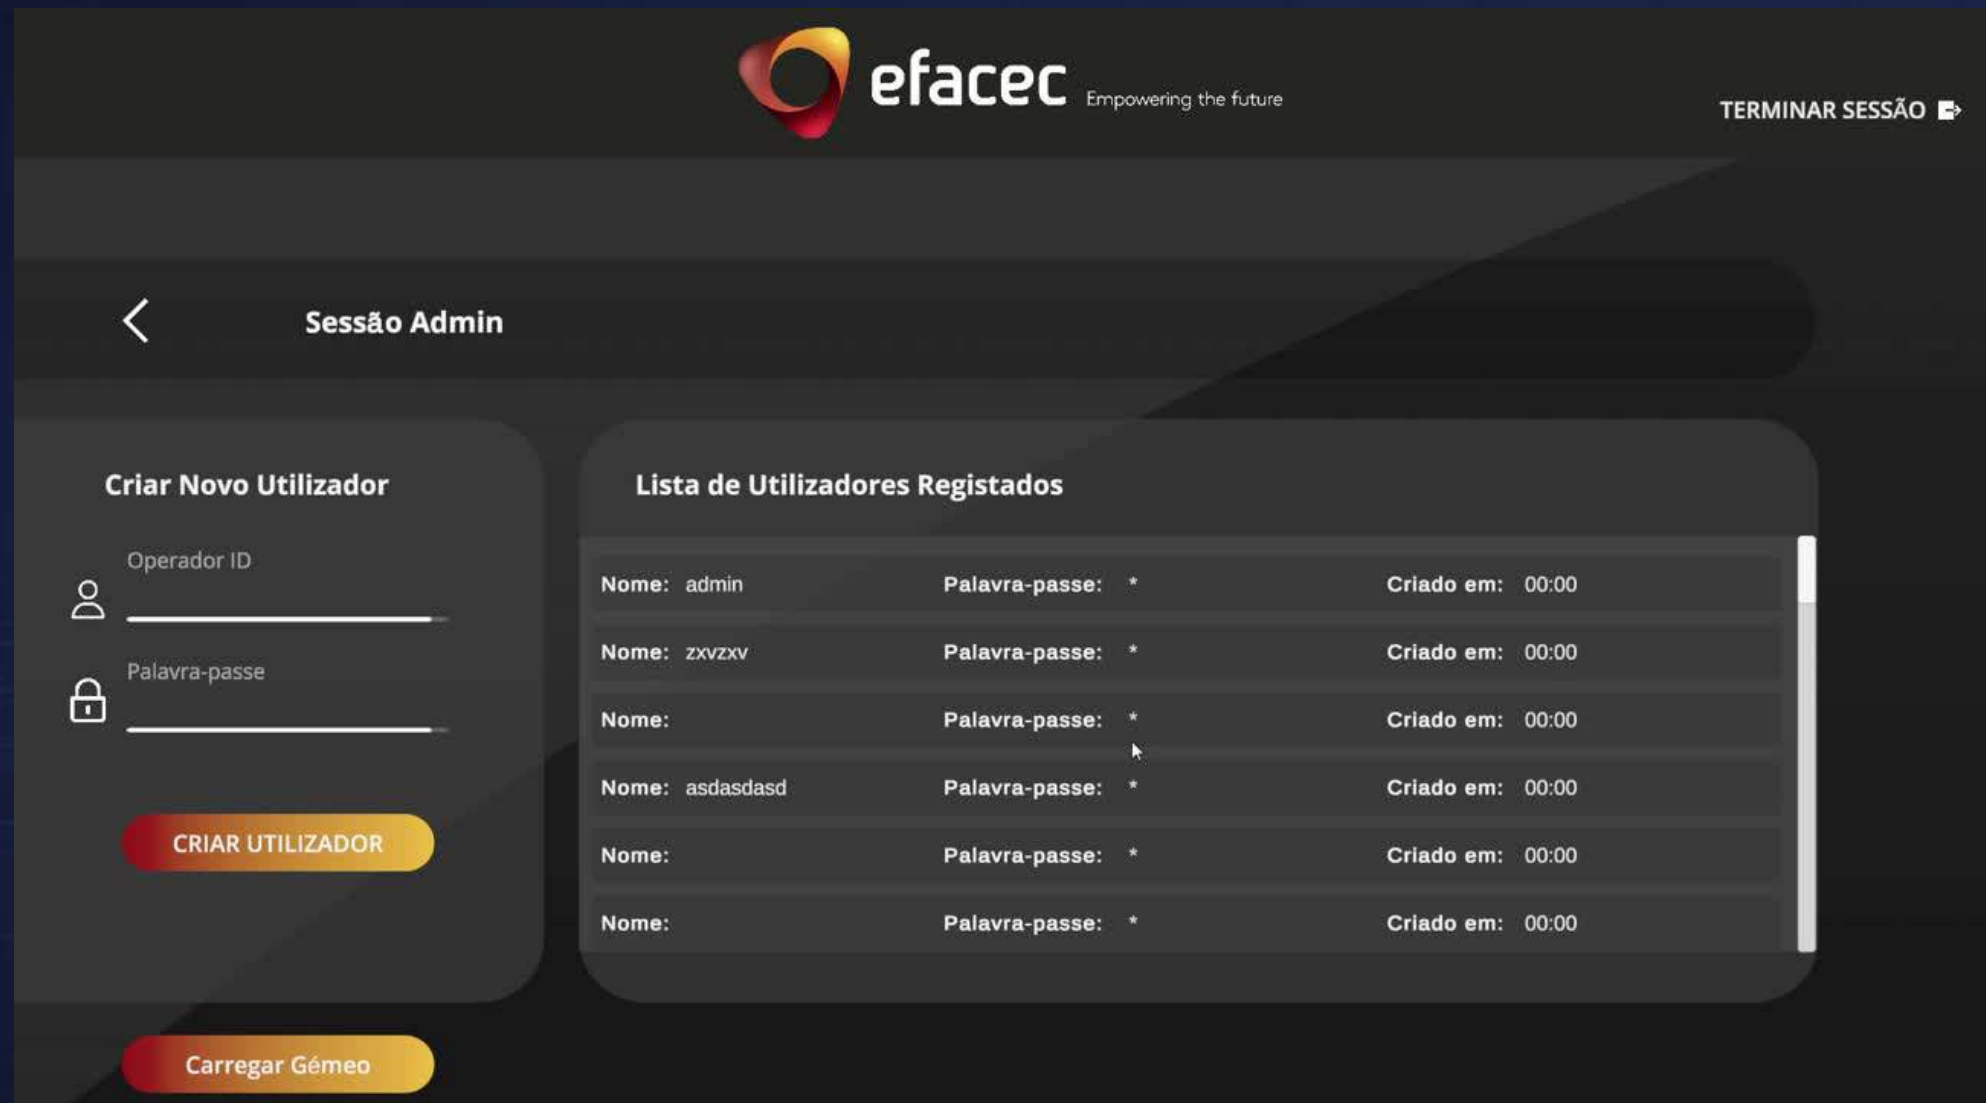 efacec Empowering the future
TERMINAR SESSÃO
Sessão Admin
Criar Novo Utilizador
Operador ID
Palavra-passe
CRIAR UTILIZADOR
Carregar Gémeo
Lista de Utilizadores Registados
Nome: admin Palavra-passe: * Criado em: 00:00
Nome: zxvzxv Palavra-passe: * Criado em: 00:00
Nome: Palavra-passe: * Criado em: 00:00
Nome: asdasdasd Palavra-passe: * Criado em: 00:00
Nome: Palavra-passe: * Criado em: 00:00
Nome: Palavra-passe: * Criado em: 00:00